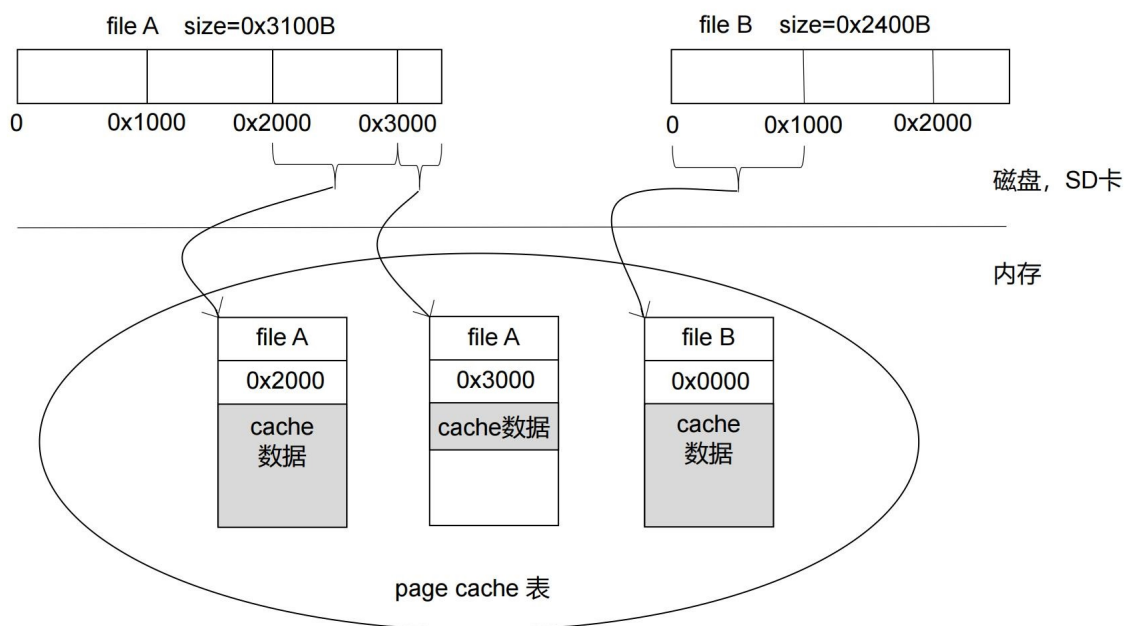 file A size=0x3100B
file B size=0x2400B
0 0x1000 0x2000 0x3000
0 0x1000 0x2000
磁盘，SD卡
内存
file A
0x2000
cache
数据
file A
0x3000
cache数据
file B
0x0000
cache
数据
page cache 表